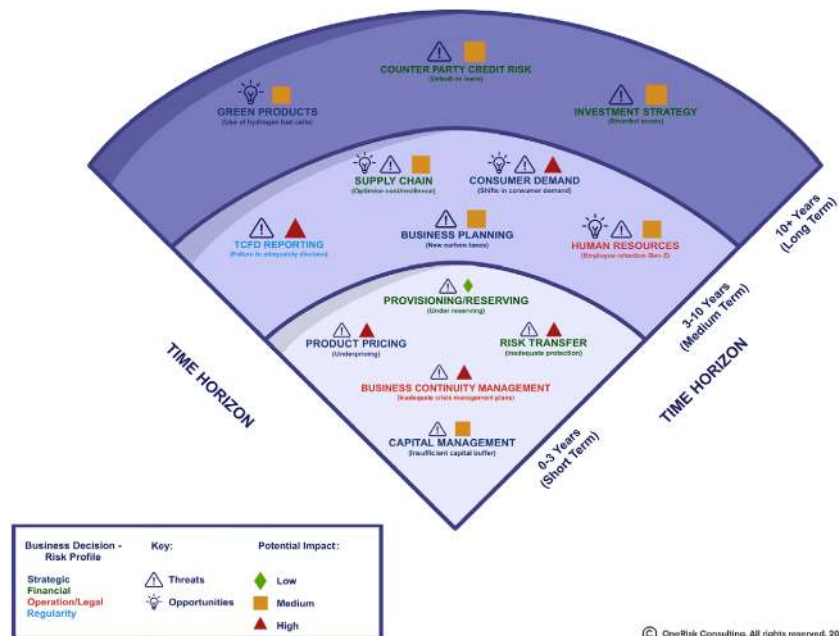 COUNTER PARTY CREDIT RISK
(Default on loans)
GREEN PRODUCTS
(Use of hydrogen fuel cells)
INVESTMENT STRATEGY
(Stranded assets)
SUPPLY CHAIN
(Optimise cost/resilience)
CONSUMER DEMAND
(Shifts in consumer demand)
TCFD REPORTING
(Failure to adequately disclose)
BUSINESS PLANNING
(New carbon taxes)
HUMAN RESOURCES
(Employee retention Gen Z)
10+ Years
(Long Term)
PROVISIONING/RESERVING
(Under reserving)
3-10 Years
(Medium Term)
PRODUCT PRICING
(Underpricing)
RISK TRANSFER
(Inadequate protection)
TIME HORIZON
TIME HORIZON
BUSINESS CONTINUITY MANAGEMENT
(Inadequate crisis management plans)
CAPITAL MANAGEMENT
(Insufficient capital buffer)
0-3 Years
(Short Term)
Business Decision -
Risk Profile
Strategic
Financial
Operation/Legal
Regularity
Key:
Threats
Opportunities
Potential Impact:
Low
Medium
High
© OneRisk Consulting. All rights reserved. 20